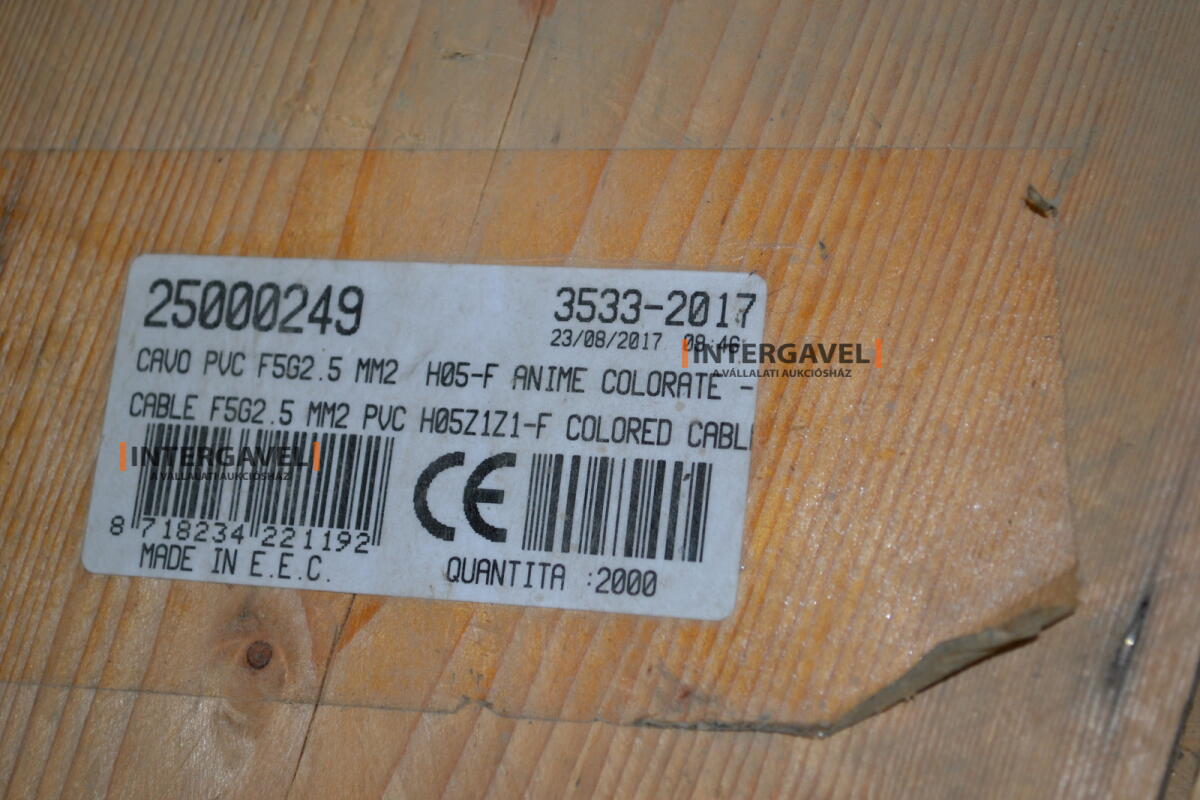 25000249 3533-2017
23/08/2017 08:46
INTERGAVEL
A VÁLLALATI AUKCIÓSHÁZ
CAVO PVC F5G2.5 MM2 H05-F ANIME COLORATE -
CABLE F5G2.5 MM2 PVC H05Z1Z1-F COLORED CABL
INTERGAVEL
A VÁLLALATI AUKCIÓSHÁZ
CE
8 718234 221192
MADE IN E.E.C. QUANTITA :2000